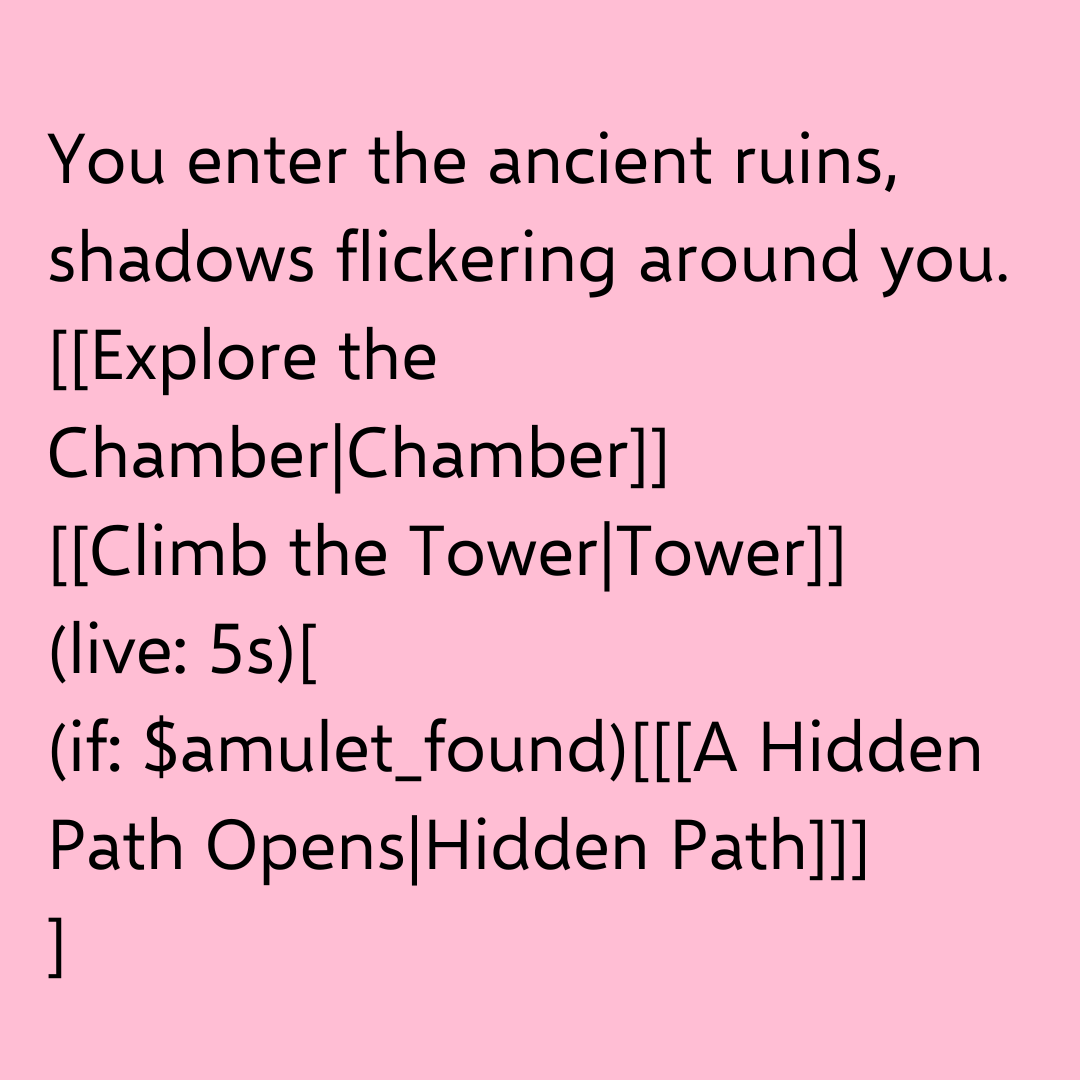 You enter the ancient ruins,
shadows flickering around you.
[[Explore the
Chamber|Chamber]]
[[Climb the Tower|Tower]]
(live: 5s)[
(if: $amulet_found)[[[A Hidden
Path Opens|Hidden Path]]]
]